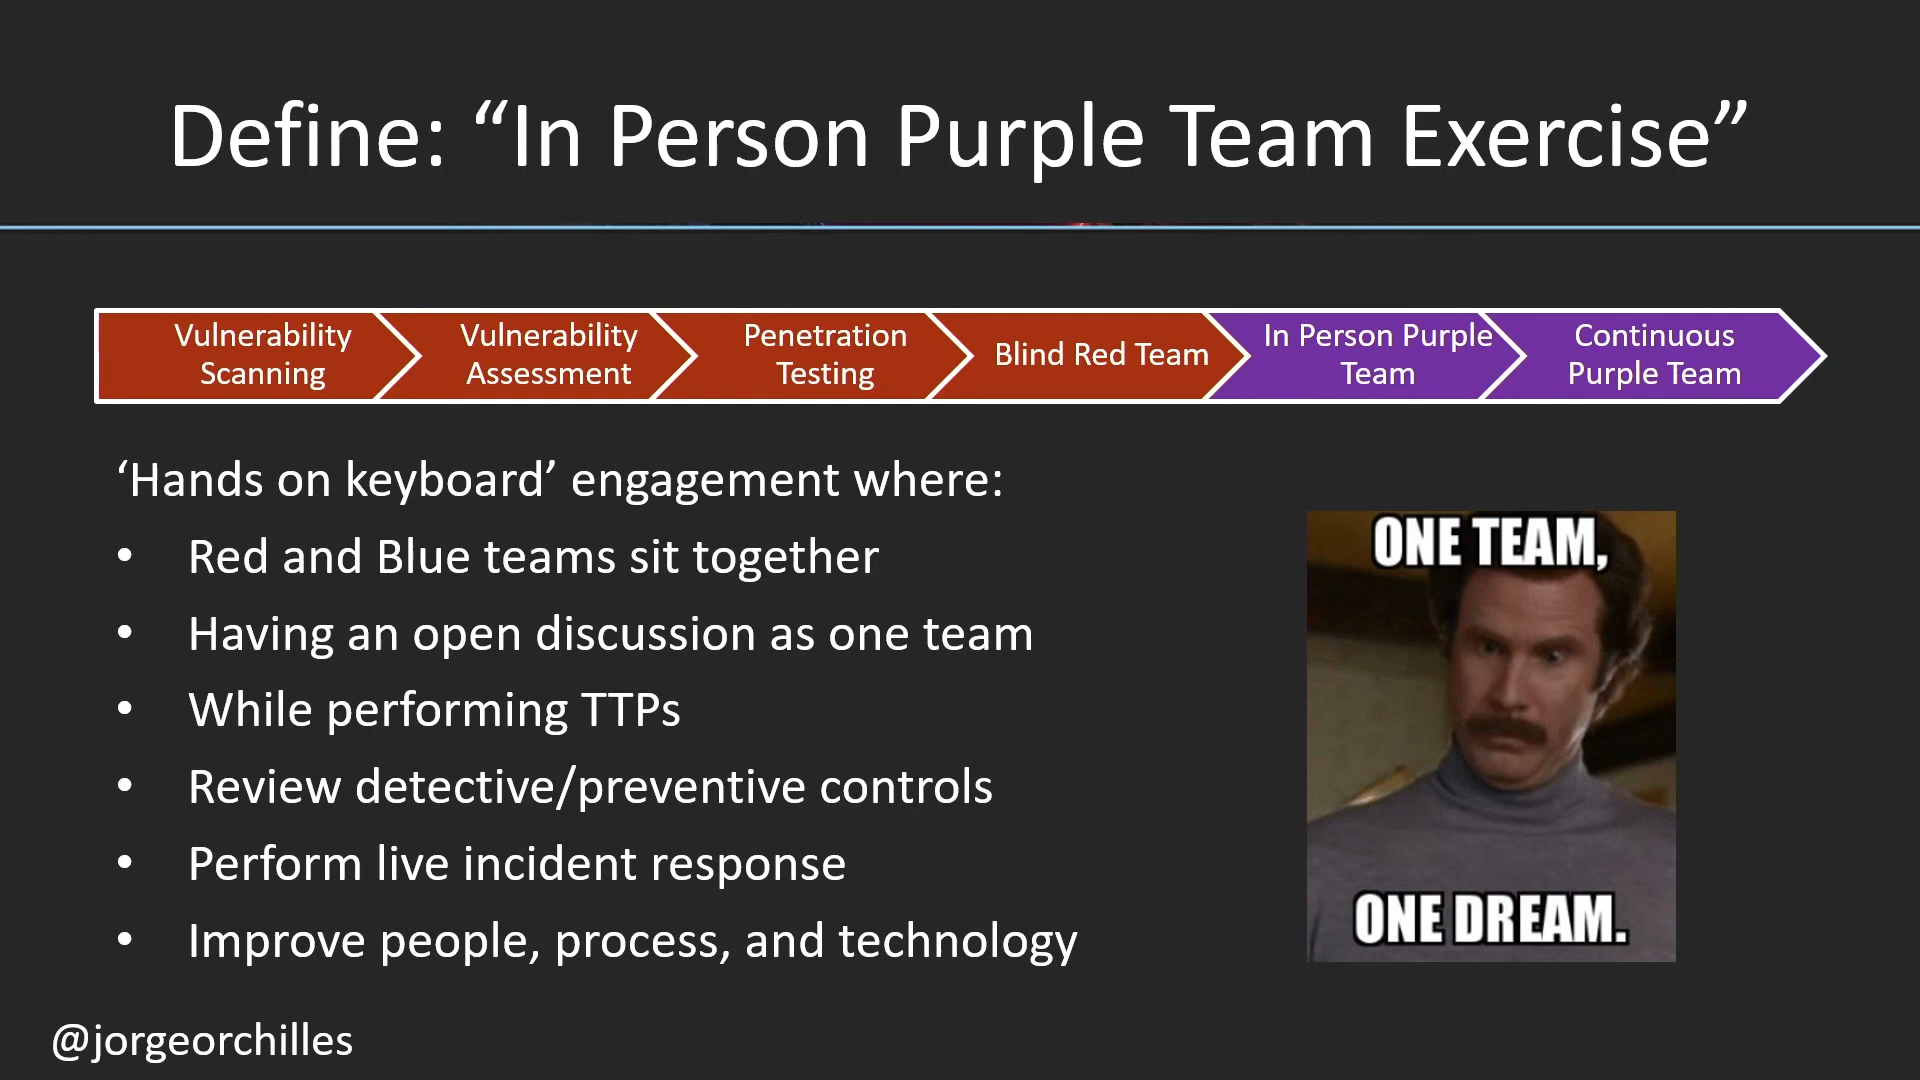 Define: “In Person Purple Team Exercise”
Vulnerability
Scanning
Vulnerability
Assessment
Penetration
Testing
Blind Red Team
In Person Purple
Team
Continuous
Purple Team
‘Hands on keyboard’ engagement where:
• Red and Blue teams sit together
• Having an open discussion as one team
• While performing TTPs
• Review detective/preventive controls
• Perform live incident response
• Improve people, process, and technology
ONE TEAM,
ONE DREAM.
@jorgeorchilles